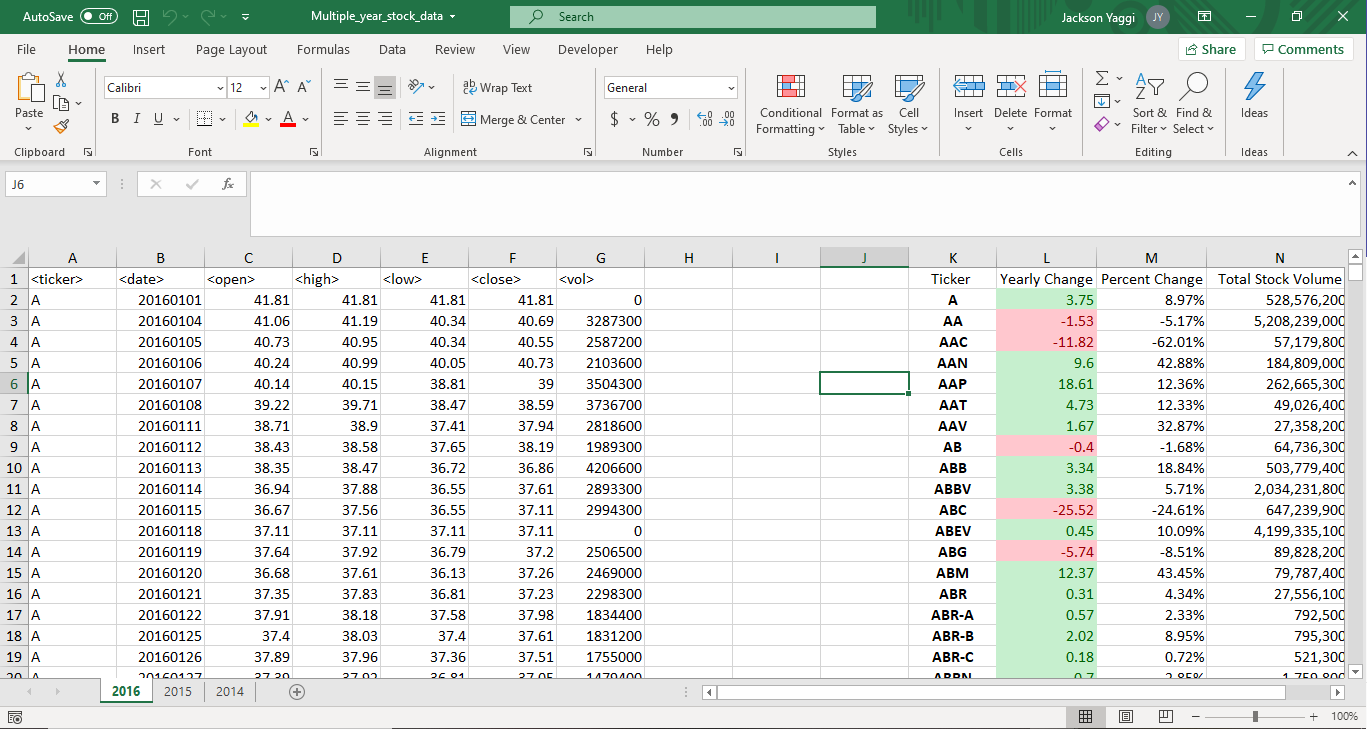 AutoSave Off Multiple_year_stock_data Search Jackson Yaggi JY
File Home Insert Page Layout Formulas Data Review View Developer Help Share Comments
Calibri 12 A A ab Wrap Text General $ % Conditional Formatting Format as Table Cell Styles Insert Delete Format Sort & Filter Find & Select Ideas
Paste B I U A Merge & Center
Clipboard Font Alignment Number Styles Cells Editing Ideas
J6 fx
A B C D E F G H I J K L M N
1 <ticker> <date> <open> <high> <low> <close> <vol> Ticker Yearly Change Percent Change Total Stock Volume
2 A 20160101 41.81 41.81 41.81 41.81 0 A 3.75 8.97% 528,576,200
3 A 20160104 41.06 41.19 40.34 40.69 3287300 AA -1.53 -5.17% 5,208,239,000
4 A 20160105 40.73 40.95 40.34 40.55 2587200 AAC -11.82 -62.01% 57,179,800
5 A 20160106 40.24 40.99 40.05 40.73 2103600 AAN 9.6 42.88% 184,809,000
6 A 20160107 40.14 40.15 38.81 39 3504300 AAP 18.61 12.36% 262,665,300
7 A 20160108 39.22 39.71 38.47 38.59 3736700 AAT 4.73 12.33% 49,026,400
8 A 20160111 38.71 38.9 37.41 37.94 2818600 AAV 1.67 32.87% 27,358,200
9 A 20160112 38.43 38.58 37.65 38.19 1989300 AB -0.4 -1.68% 64,736,300
10 A 20160113 38.35 38.47 36.72 36.86 4206600 ABB 3.34 18.84% 503,779,400
11 A 20160114 36.94 37.88 36.55 37.61 2893300 ABBV 3.38 5.71% 2,034,231,800
12 A 20160115 36.67 37.56 36.55 37.11 2994300 ABC -25.52 -24.61% 647,239,900
13 A 20160118 37.11 37.11 37.11 37.11 0 ABEV 0.45 10.09% 4,199,335,100
14 A 20160119 37.64 37.92 36.79 37.2 2506500 ABG -5.74 -8.51% 89,828,200
15 A 20160120 36.68 37.61 36.13 37.26 2469000 ABM 12.37 43.45% 79,787,400
16 A 20160121 37.35 37.83 36.81 37.23 2298300 ABR 0.31 4.34% 27,556,100
17 A 20160122 37.91 38.18 37.58 37.98 1834400 ABR-A 0.57 2.33% 792,500
18 A 20160125 37.4 38.03 37.4 37.61 1831200 ABR-B 2.02 8.95% 795,300
19 A 20160126 37.89 37.96 37.36 37.51 1755000 ABR-C 0.18 0.72% 521,300
2016 2015 2014
100%